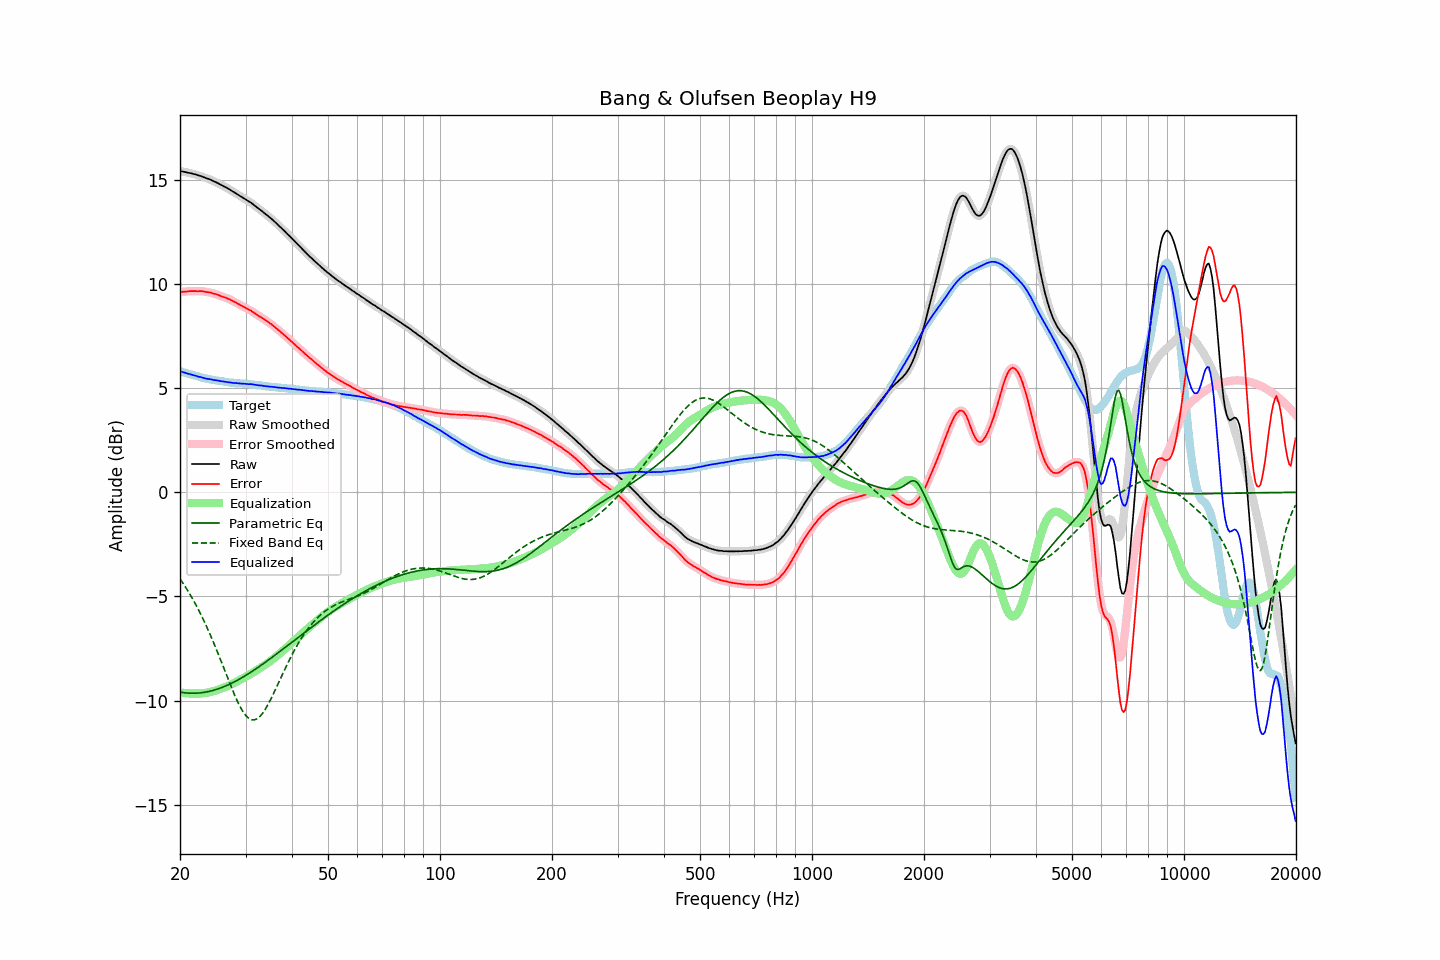 Bang & Olufsen Beoplay H9
Amplitude (dBr)
15
10
5
0
−5
−10
−15
Target
Raw Smoothed
Error Smoothed
Raw
Error
Equalization
Parametric Eq
Fixed Band Eq
Equalized
20 50 100 200 500 1000 2000 5000 10000 20000
Frequency (Hz)